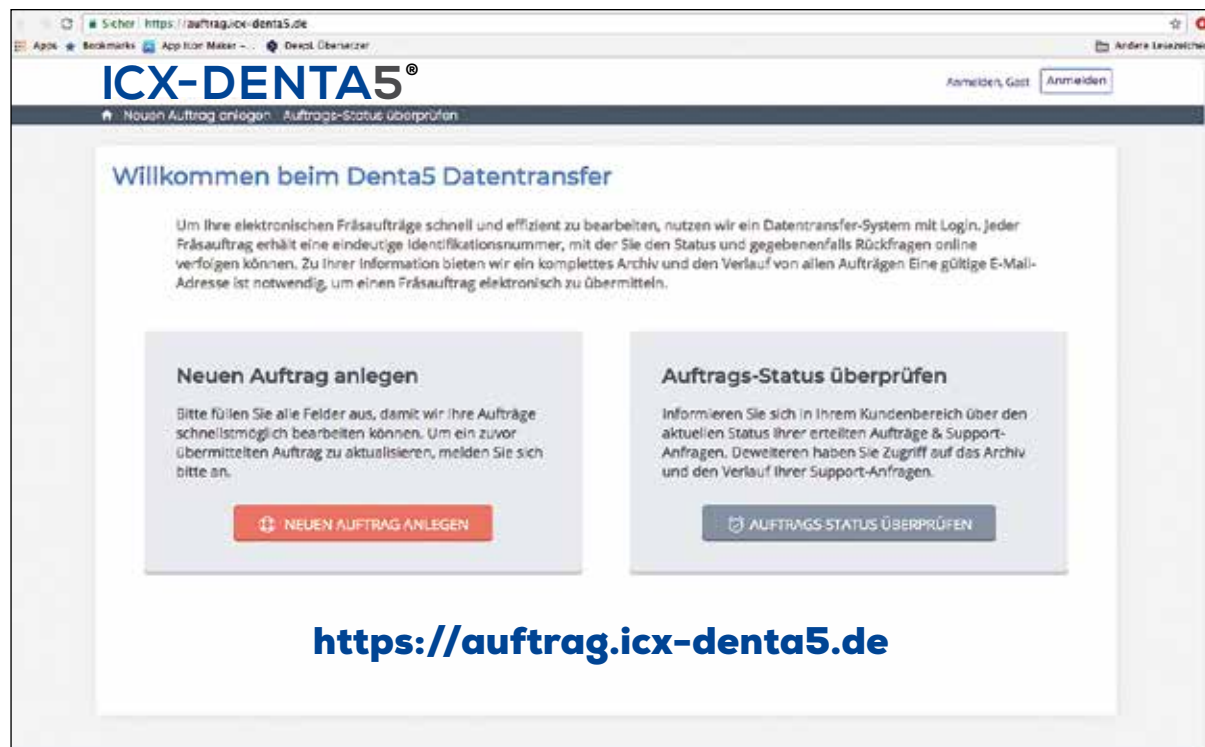 Sicher https://auftrag.icx-denta5.de
Apps Bookmarks App Icon Maker – ... DeepL Übersetzer Andere Lesezeichen
ICX-DENTA5®
Anmelden, Gast Anmelden
Neuen Auftrag anlegen Auftrags-Status überprüfen
Willkommen beim Denta5 Datentransfer
Um Ihre elektronischen Fräsaufträge schnell und effizient zu bearbeiten, nutzen wir ein Datentransfer-System mit Login. Jeder
Fräsauftrag erhält eine eindeutige Identifikationsnummer, mit der Sie den Status und gegebenenfalls Rückfragen online
verfolgen können. Zu Ihrer Information bieten wir ein komplettes Archiv und den Verlauf von allen Aufträgen Eine gültige E-Mail-
Adresse ist notwendig, um einen Fräsauftrag elektronisch zu übermitteln.
Neuen Auftrag anlegen
Bitte füllen Sie alle Felder aus, damit wir Ihre Aufträge
schnellstmöglich bearbeiten können. Um ein zuvor
übermittelten Auftrag zu aktualisieren, melden Sie sich
bitte an.
NEUEN AUFTRAG ANLEGEN
Auftrags-Status überprüfen
Informieren Sie sich in Ihrem Kundenbereich über den
aktuellen Status Ihrer erteilten Aufträge & Support-
Anfragen. Deweiteren haben Sie Zugriff auf das Archiv
und den Verlauf Ihrer Support-Anfragen.
AUFTRAGS-STATUS ÜBERPRÜFEN
https://auftrag.icx-denta5.de